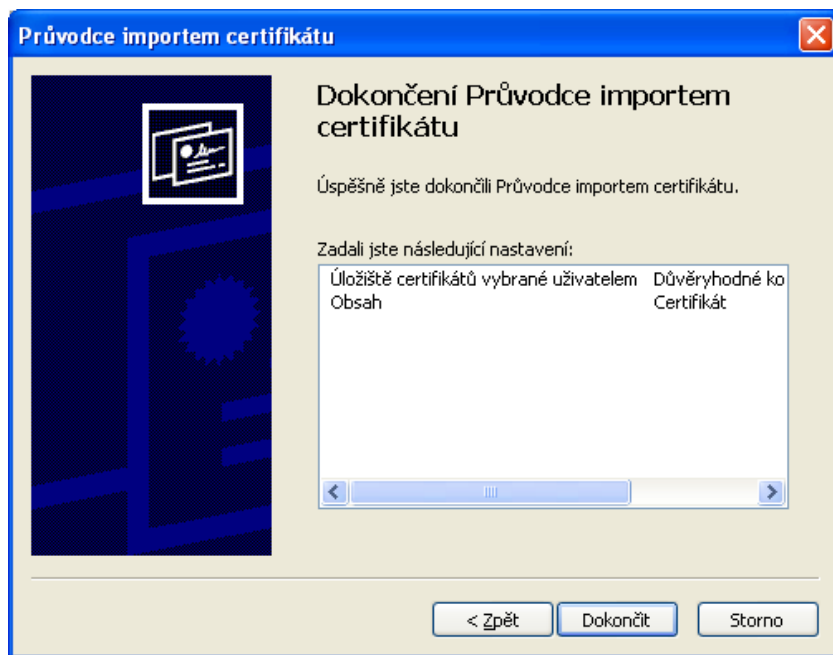 Průvodce importem certifikátu
Dokončení Průvodce importem
certifikátu
Úspěšně jste dokončili Průvodce importem certifikátu.
Zadali jste následující nastavení:
Úložiště certifikátů vybrané uživatelem Důvěryhodné ko
Obsah Certifikát
< Zpět Dokončit Storno